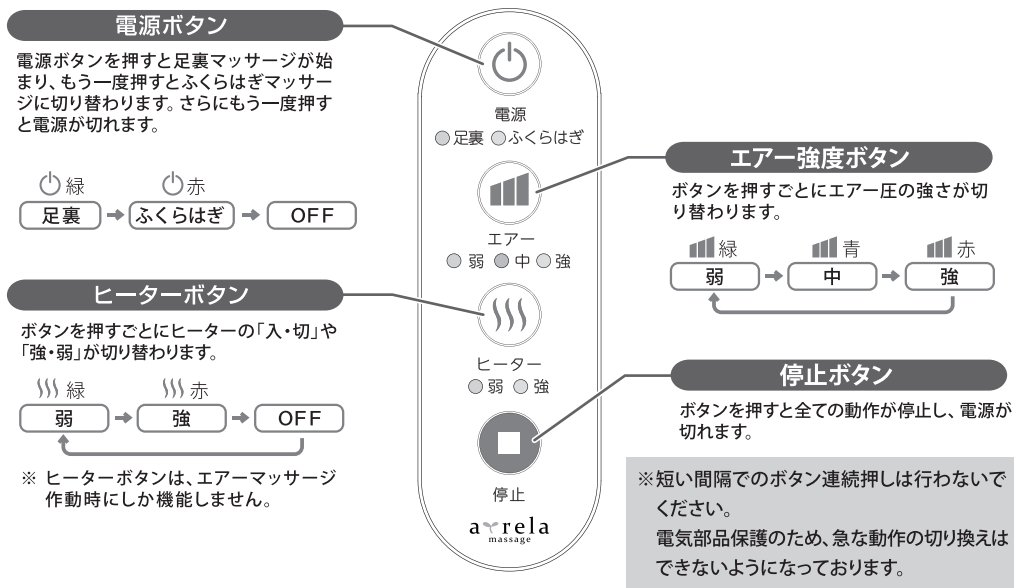 電源ボタン
電源ボタンを押すと足裏マッサージが始
まり、もう一度押すとふくらはぎマッサー
ジに切り替わります。さらにもう一度押す
と電源が切れます。
緑 赤
足裏 ふくらはぎ OFF
ヒーターボタン
ボタンを押すごとにヒーターの「入・切」や
「強・弱」が切り替わります。
緑 赤
弱 強 OFF
※ ヒーターボタンは、エアーマッサージ
作動時にしか機能しません。
電源
足裏 ふくらはぎ
エアー
弱 中 強
ヒーター
弱 強
停止
ayrela
massage
エアー強度ボタン
ボタンを押すごとにエアー圧の強さが切
り替わります。
緑 青 赤
弱 中 強
停止ボタン
ボタンを押すと全ての動作が停止し、電源が
切れます。
※短い間隔でのボタン連続押しは行わないで
ください。
電気部品保護のため、急な動作の切り換えは
できないようになっております。